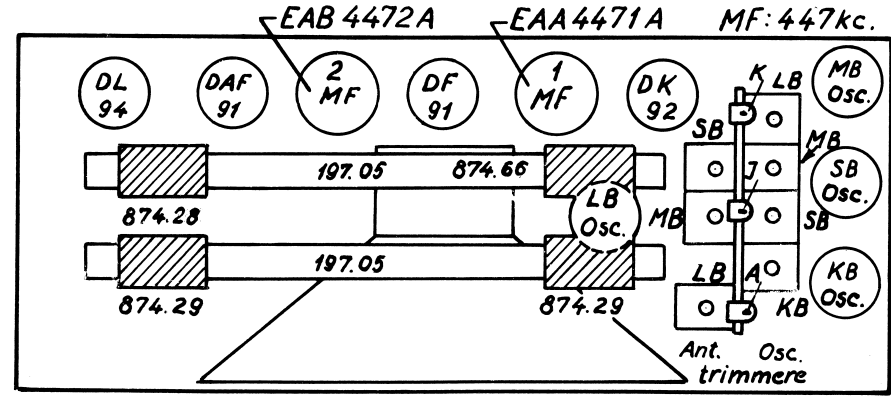 EAB 4472A
EAA 4471A
MF: 447kc.
DL
94
DAF
91
2
MF
DF
91
1
MF
DK
92
K
LB
MB
Osc.
SB
MB
J
SB
Osc.
197.05
874.66
874.28
LB
Osc.
MB
SB
197.05
LB
A
KB
KB
Osc.
874.29
874.29
Ant.
Osc.
trimmere